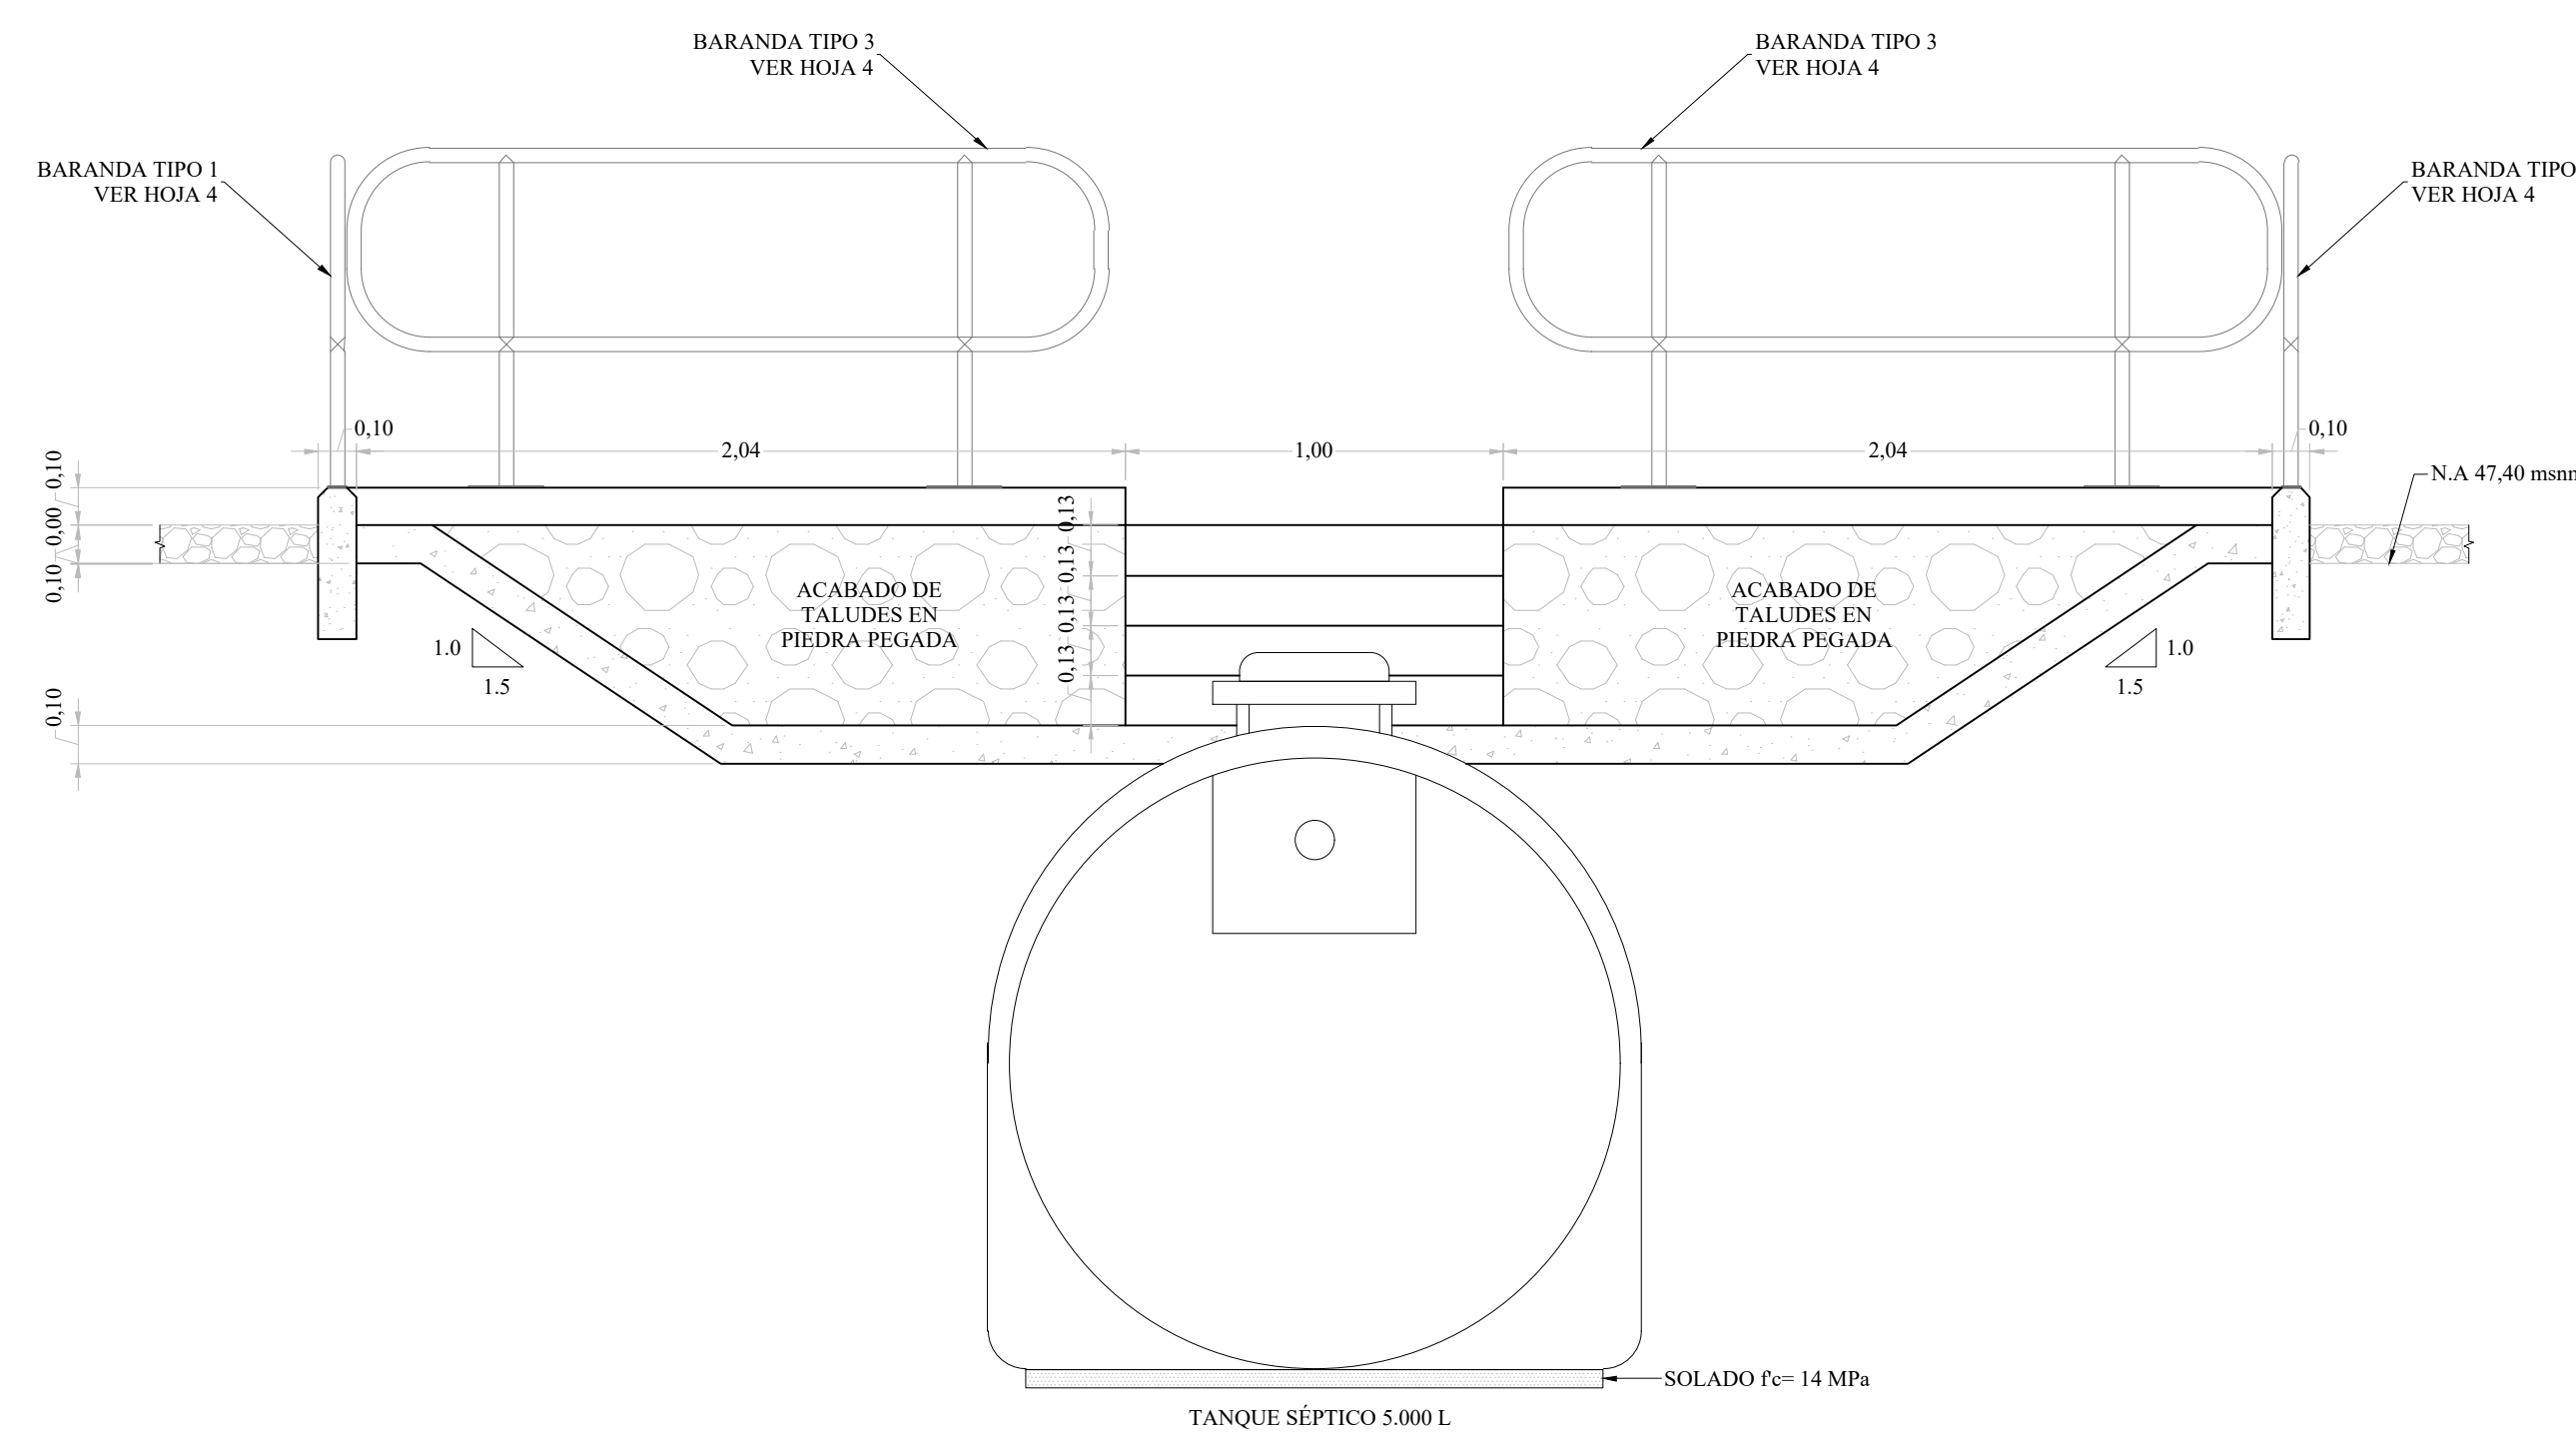 BARANDA TIPO 3
VER HOJA 4
BARANDA TIPO 3
VER HOJA 4
BARANDA TIPO 1
VER HOJA 4
BARANDA TIPO
VER HOJA 4
0,10
2,04
1,00
2,04
0,10
N.A 47,40 msn
0,10
0,00
0,10
0,10
0,13
0,13
0,13
0,13
ACABADO DE
TALUDES EN
PIEDRA PEGADA
ACABADO DE
TALUDES EN
PIEDRA PEGADA
1.0
1.5
1.0
1.5
SOLADO f'c= 14 MPa
TANQUE SÉPTICO 5.000 L